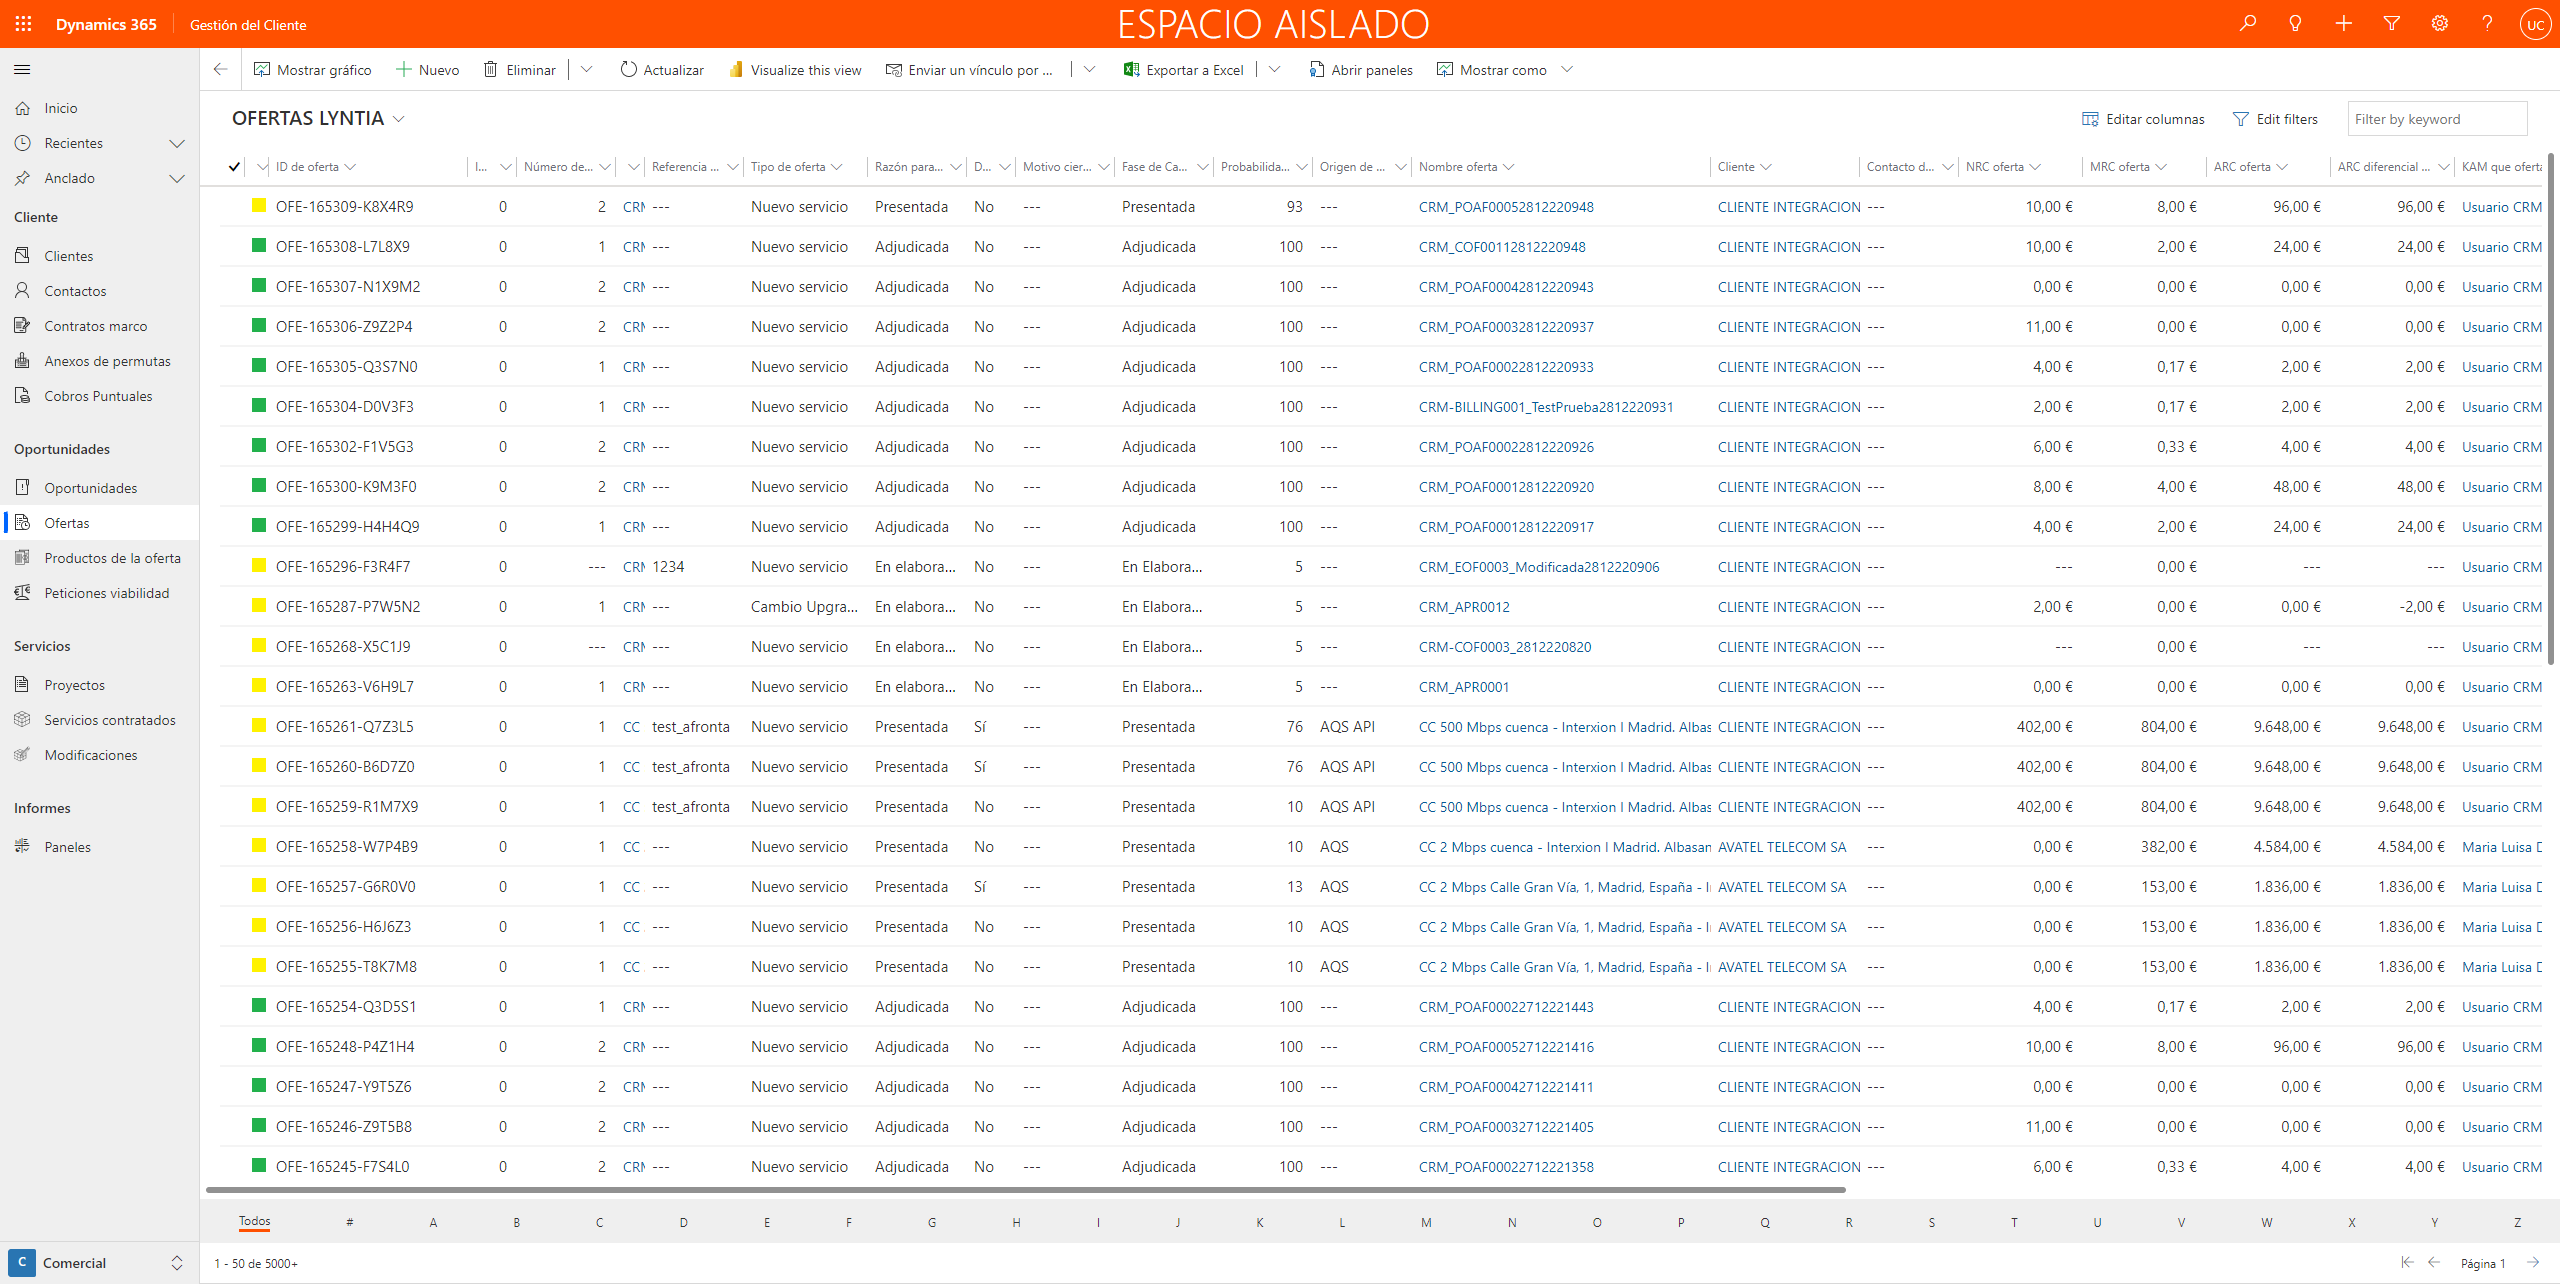 Dynamics 365 Gestión del Cliente ESPACIO AISLADO UC
Mostrar gráfico Nuevo Eliminar Actualizar Visualize this view Enviar un vínculo por ... Exportar a Excel Abrir paneles Mostrar como
Inicio
Recientes
Anclado
Cliente
Clientes
Contactos
Contratos marco
Anexos de permutas
Cobros Puntuales
Oportunidades
Oportunidades
Ofertas
Productos de la oferta
Peticiones viabilidad
Servicios
Proyectos
Servicios contratados
Modificaciones
Informes
Paneles
C Comercial
OFERTAS LYNTIA Editar columnas Edit filters Filter by keyword
ID de oferta I... Número de... Referencia ... Tipo de oferta Razón para... D... Motivo cier... Fase de Ca... Probabilida... Origen de ... Nombre oferta Cliente Contacto d... NRC oferta MRC oferta ARC oferta ARC diferencial ... KAM que oferta
OFE-165309-K8X4R9 0 2 CRM --- Nuevo servicio Presentada No --- Presentada 93 --- CRM_POAF00052812220948 CLIENTE INTEGRACION --- 10,00 € 8,00 € 96,00 € 96,00 € Usuario CRM
OFE-165308-L7L8X9 0 1 CRM --- Nuevo servicio Adjudicada No --- Adjudicada 100 --- CRM_COF00112812220948 CLIENTE INTEGRACION --- 10,00 € 2,00 € 24,00 € 24,00 € Usuario CRM
OFE-165307-N1X9M2 0 2 CRM --- Nuevo servicio Adjudicada No --- Adjudicada 100 --- CRM_POAF00042812220943 CLIENTE INTEGRACION --- 0,00 € 0,00 € 0,00 € 0,00 € Usuario CRM
OFE-165306-Z9Z2P4 0 2 CRM --- Nuevo servicio Adjudicada No --- Adjudicada 100 --- CRM_POAF00032812220937 CLIENTE INTEGRACION --- 11,00 € 0,00 € 0,00 € 0,00 € Usuario CRM
OFE-165305-Q3S7N0 0 1 CRM --- Nuevo servicio Adjudicada No --- Adjudicada 100 --- CRM_POAF00022812220933 CLIENTE INTEGRACION --- 4,00 € 0,17 € 2,00 € 2,00 € Usuario CRM
OFE-165304-D0V3F3 0 1 CRM --- Nuevo servicio Adjudicada No --- Adjudicada 100 --- CRM-BILLING001_TestPrueba2812220931 CLIENTE INTEGRACION --- 2,00 € 0,17 € 2,00 € 2,00 € Usuario CRM
OFE-165302-F1V5G3 0 2 CRM --- Nuevo servicio Adjudicada No --- Adjudicada 100 --- CRM_POAF00022812220926 CLIENTE INTEGRACION --- 6,00 € 0,33 € 4,00 € 4,00 € Usuario CRM
OFE-165300-K9M3F0 0 2 CRM --- Nuevo servicio Adjudicada No --- Adjudicada 100 --- CRM_POAF00012812220920 CLIENTE INTEGRACION --- 8,00 € 4,00 € 48,00 € 48,00 € Usuario CRM
OFE-165299-H4H4Q9 0 1 CRM --- Nuevo servicio Adjudicada No --- Adjudicada 100 --- CRM_POAF00012812220917 CLIENTE INTEGRACION --- 4,00 € 2,00 € 24,00 € 24,00 € Usuario CRM
OFE-165296-F3R4F7 0 --- CRM 1234 Nuevo servicio En elabora... No --- En Elabora... 5 --- CRM_EOF0003_Modificada2812220906 CLIENTE INTEGRACION --- --- 0,00 € --- --- Usuario CRM
OFE-165287-P7W5N2 0 1 CRM --- Cambio Upgra... En elabora... No --- En Elabora... 5 --- CRM_APR0012 CLIENTE INTEGRACION --- 2,00 € 0,00 € 0,00 € -2,00 € Usuario CRM
OFE-165268-X5C1J9 0 --- CRM --- Nuevo servicio En elabora... No --- En Elabora... 5 --- CRM-COF0003_2812220820 CLIENTE INTEGRACION --- --- 0,00 € --- --- Usuario CRM
OFE-165263-V6H9L7 0 1 CRM --- Nuevo servicio En elabora... No --- En Elabora... 5 --- CRM_APR0001 CLIENTE INTEGRACION --- 0,00 € 0,00 € 0,00 € 0,00 € Usuario CRM
OFE-165261-Q7Z3L5 0 1 CC test_afronta Nuevo servicio Presentada Sí --- Presentada 76 AQS API CC 500 Mbps cuenca - Interxion I Madrid. Albas CLIENTE INTEGRACION --- 402,00 € 804,00 € 9.648,00 € 9.648,00 € Usuario CRM
OFE-165260-B6D7Z0 0 1 CC test_afronta Nuevo servicio Presentada Sí --- Presentada 76 AQS API CC 500 Mbps cuenca - Interxion I Madrid. Albas CLIENTE INTEGRACION --- 402,00 € 804,00 € 9.648,00 € 9.648,00 € Usuario CRM
OFE-165259-R1M7X9 0 1 CC test_afronta Nuevo servicio Presentada No --- Presentada 10 AQS API CC 500 Mbps cuenca - Interxion I Madrid. Albas CLIENTE INTEGRACION --- 402,00 € 804,00 € 9.648,00 € 9.648,00 € Usuario CRM
OFE-165258-W7P4B9 0 1 CC --- Nuevo servicio Presentada No --- Presentada 10 AQS CC 2 Mbps cuenca - Interxion I Madrid. Albasan AVATEL TELECOM SA --- 0,00 € 382,00 € 4.584,00 € 4.584,00 € Maria Luisa D
OFE-165257-G6R0V0 0 1 CC --- Nuevo servicio Presentada Sí --- Presentada 13 AQS CC 2 Mbps Calle Gran Vía, 1, Madrid, España - I AVATEL TELECOM SA --- 0,00 € 153,00 € 1.836,00 € 1.836,00 € Maria Luisa D
OFE-165256-H6J6Z3 0 1 CC --- Nuevo servicio Presentada No --- Presentada 10 AQS CC 2 Mbps Calle Gran Vía, 1, Madrid, España - I AVATEL TELECOM SA --- 0,00 € 153,00 € 1.836,00 € 1.836,00 € Maria Luisa D
OFE-165255-T8K7M8 0 1 CC --- Nuevo servicio Presentada No --- Presentada 10 AQS CC 2 Mbps Calle Gran Vía, 1, Madrid, España - I AVATEL TELECOM SA --- 0,00 € 153,00 € 1.836,00 € 1.836,00 € Maria Luisa D
OFE-165254-Q3D5S1 0 1 CRM --- Nuevo servicio Adjudicada No --- Adjudicada 100 --- CRM_POAF00022712221443 CLIENTE INTEGRACION --- 4,00 € 0,17 € 2,00 € 2,00 € Usuario CRM
OFE-165248-P4Z1H4 0 2 CRM --- Nuevo servicio Adjudicada No --- Adjudicada 100 --- CRM_POAF00052712221416 CLIENTE INTEGRACION --- 10,00 € 8,00 € 96,00 € 96,00 € Usuario CRM
OFE-165247-Y9T5Z6 0 2 CRM --- Nuevo servicio Adjudicada No --- Adjudicada 100 --- CRM_POAF00042712221411 CLIENTE INTEGRACION --- 0,00 € 0,00 € 0,00 € 0,00 € Usuario CRM
OFE-165246-Z9T5B8 0 2 CRM --- Nuevo servicio Adjudicada No --- Adjudicada 100 --- CRM_POAF00032712221405 CLIENTE INTEGRACION --- 11,00 € 0,00 € 0,00 € 0,00 € Usuario CRM
OFE-165245-F7S4L0 0 2 CRM --- Nuevo servicio Adjudicada No --- Adjudicada 100 --- CRM_POAF00022712221358 CLIENTE INTEGRACION --- 6,00 € 0,33 € 4,00 € 4,00 € Usuario CRM
Todos # A B C D E F G H I J K L M N O P Q R S T U V W X Y Z
1 - 50 de 5000+ Página 1